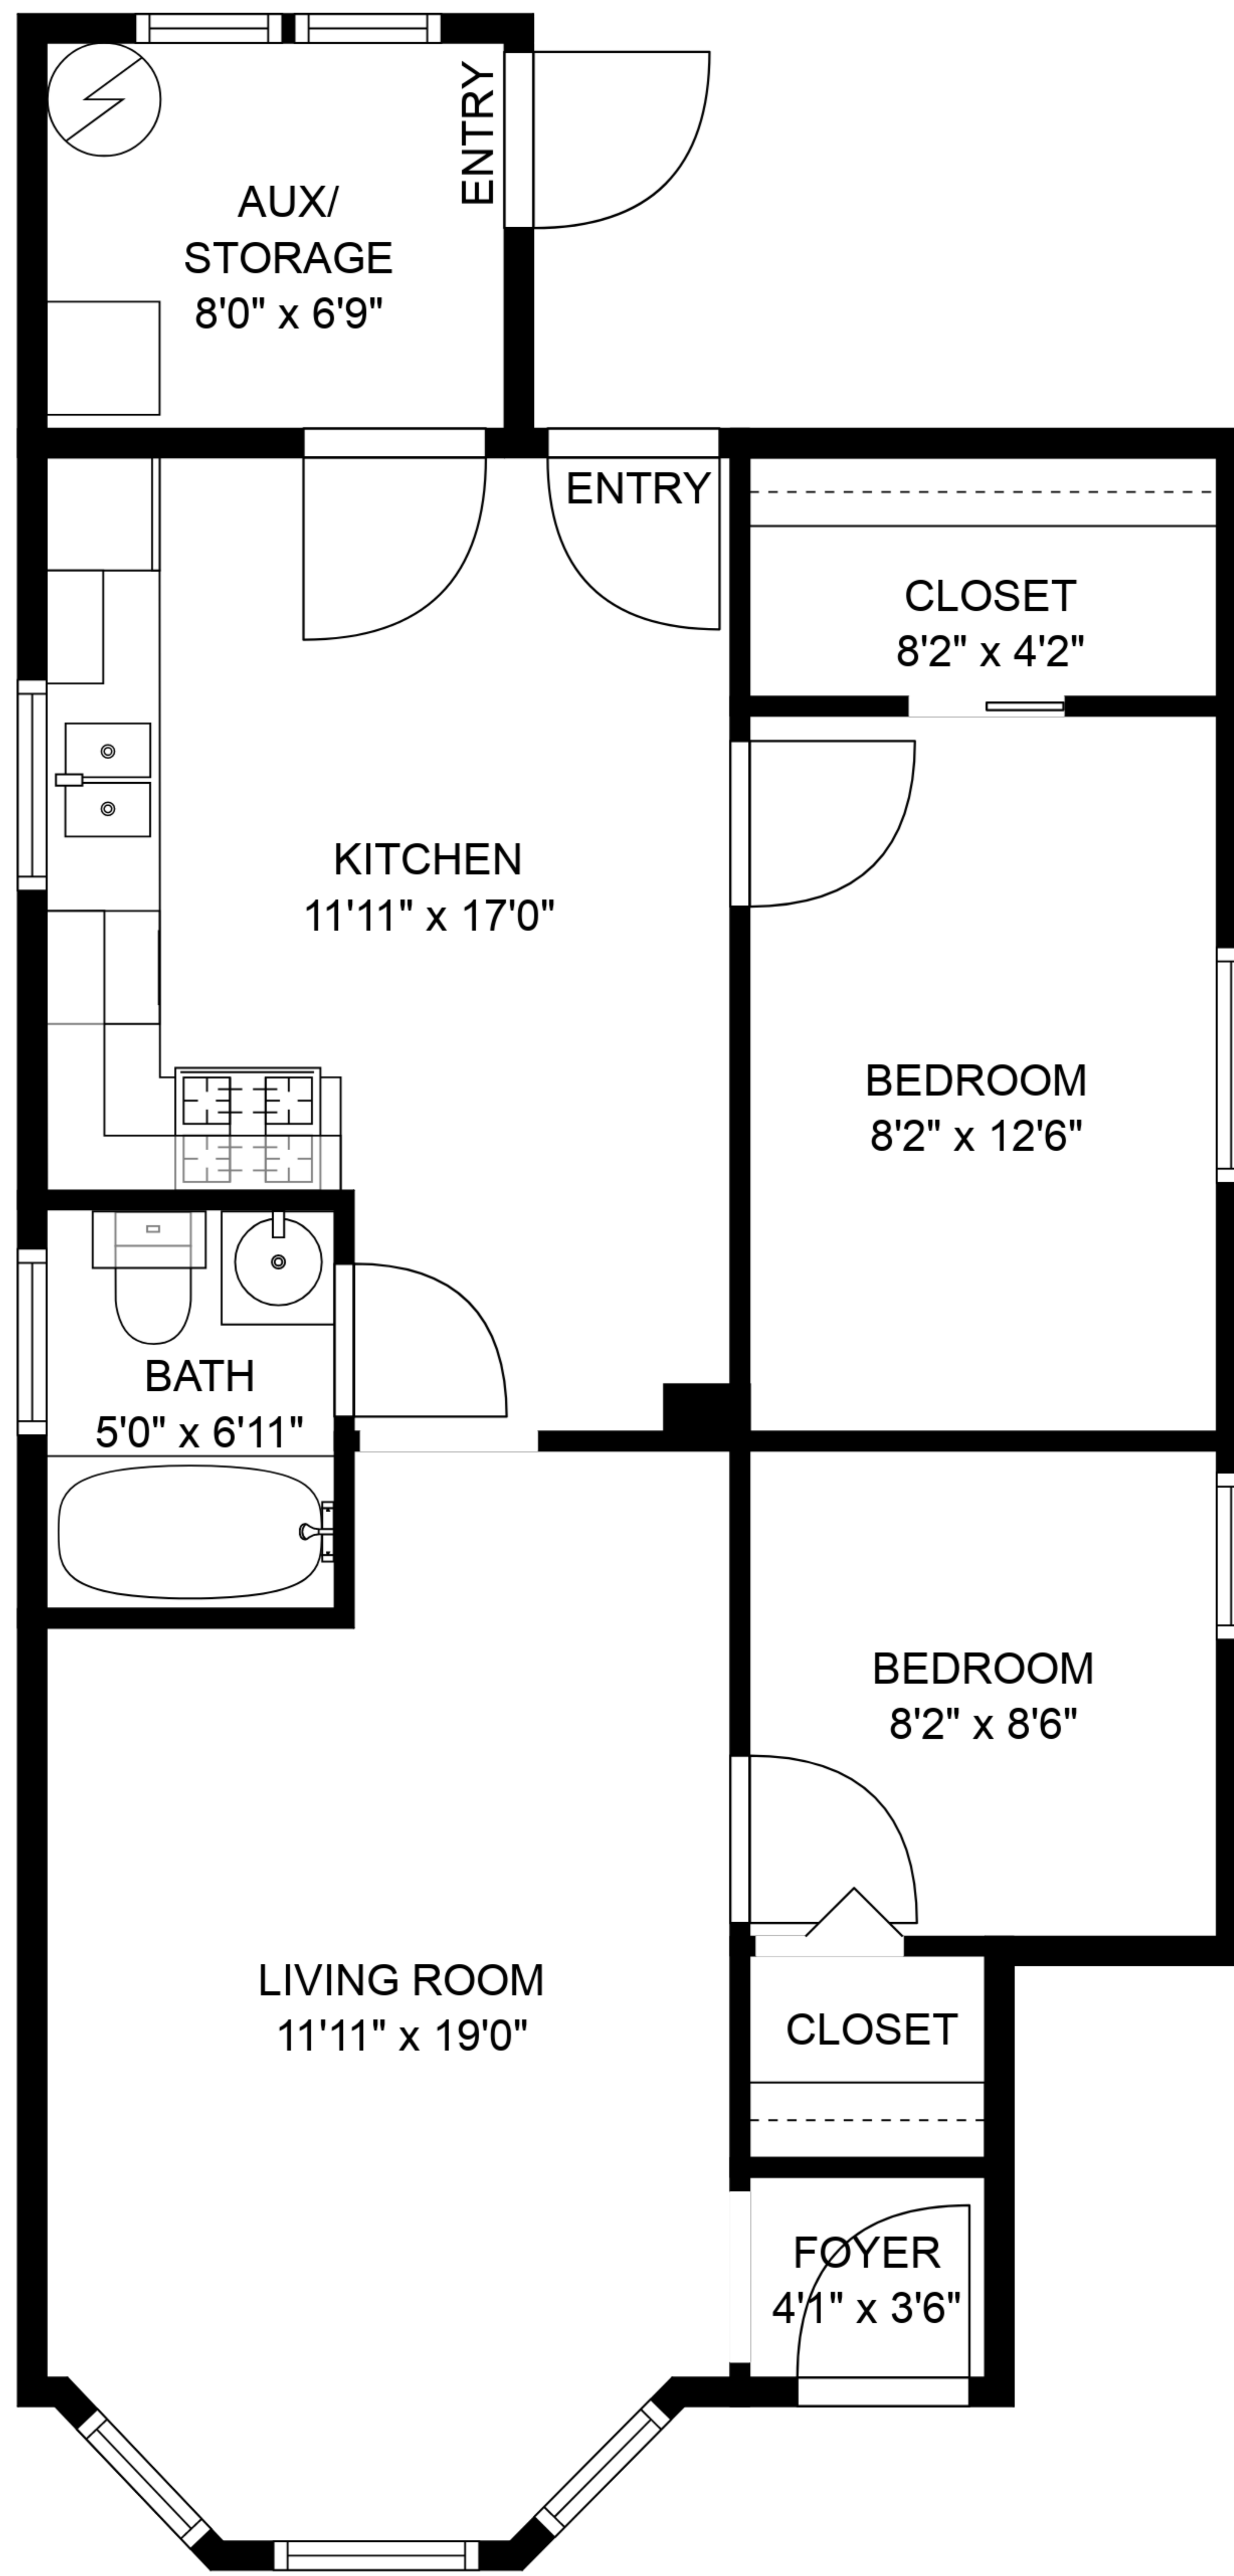 ENTRY
AUX/
STORAGE
8'0" x 6'9"
ENTRY
CLOSET
8'2" x 4'2"
KITCHEN
11'11" x 17'0"
BEDROOM
8'2" x 12'6"
BATH
5'0" x 6'11"
BEDROOM
8'2" x 8'6"
LIVING ROOM
11'11" x 19'0"
CLOSET
FOYER
4'1" x 3'6"